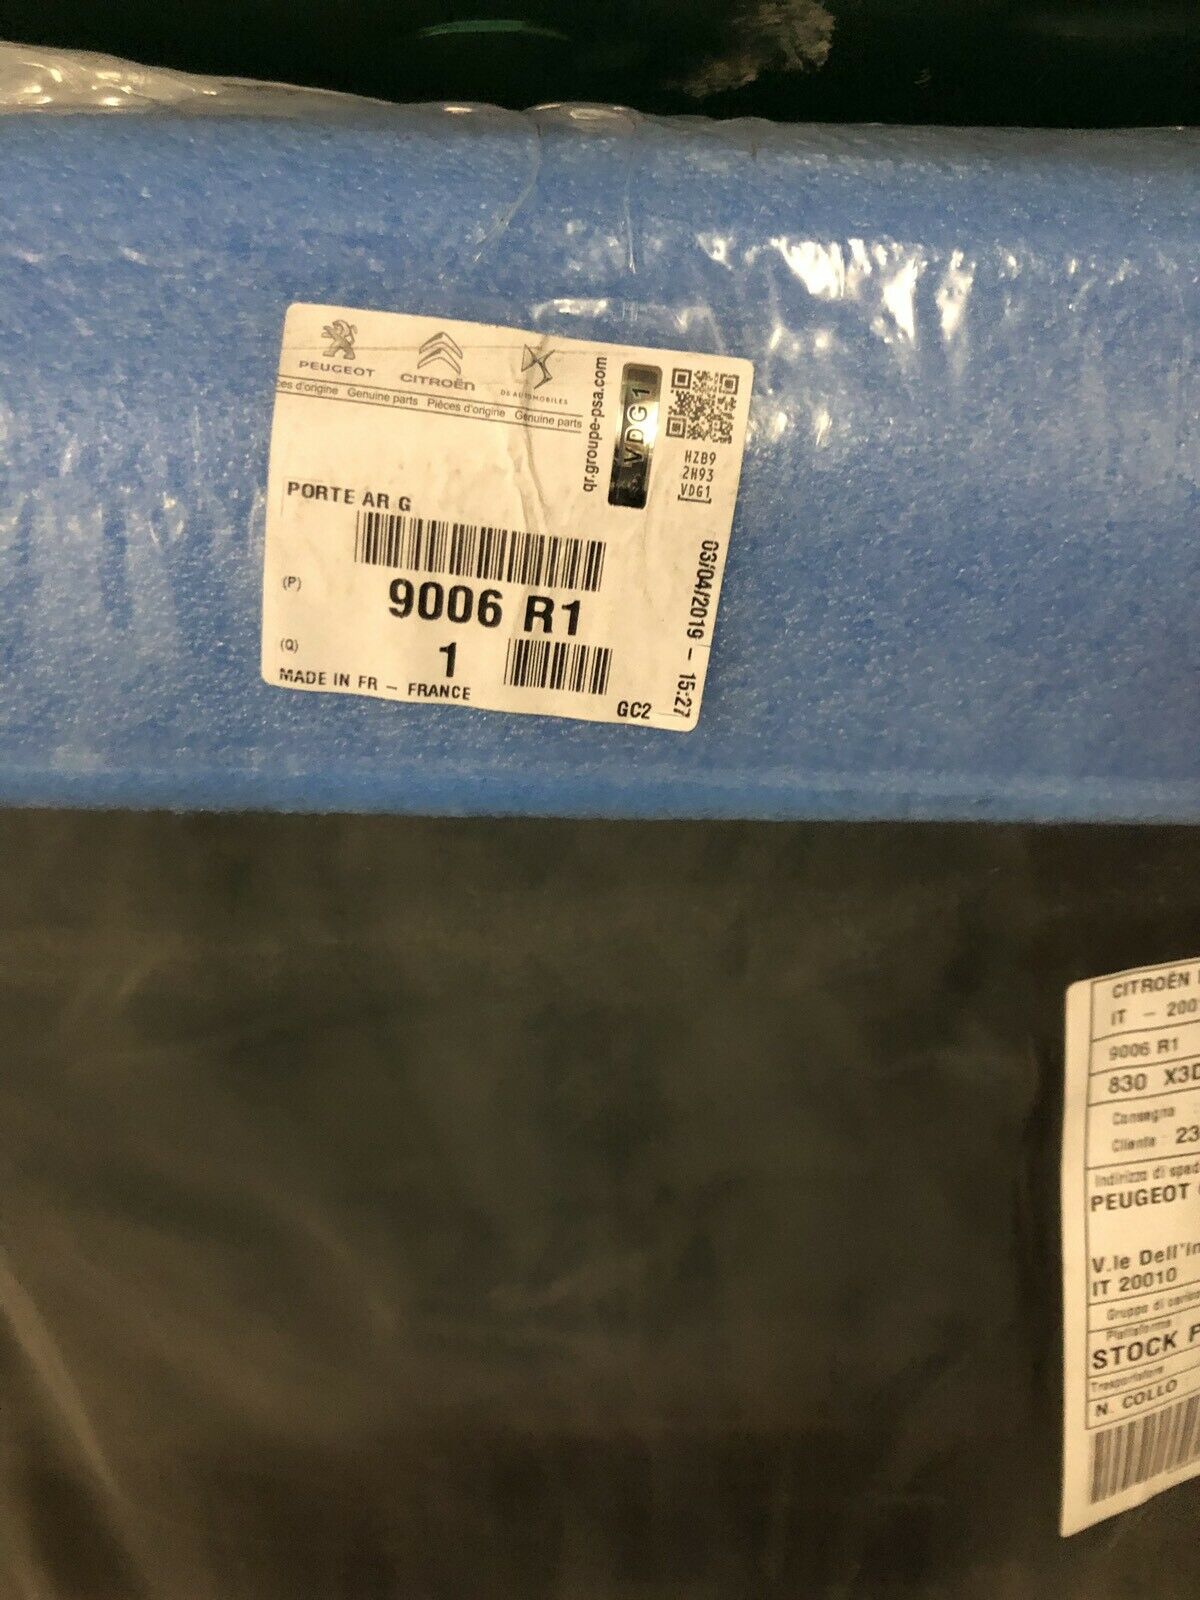 PEUGEOT
CITROËN
DS AUTOMOBILES
ces d'origine Genuine parts Pièces d'origine Genuine parts
qr.groupe-psa.com
VDG1
HZB9
2H93
VDG1
PORTE AR G
(P)
9006 R1
(Q)
1
MADE IN FR - FRANCE
GC2
03/04/2019 - 15:27
CITROËN
IT - 200
9006 R1
830 X3D
Consegna
Cliente 23
Indirizzo di sped
PEUGEOT
V.le Dell'in
IT 20010
Gruppo di caric
Piattaforma
STOCK P
Trasportatore
N. COLLO